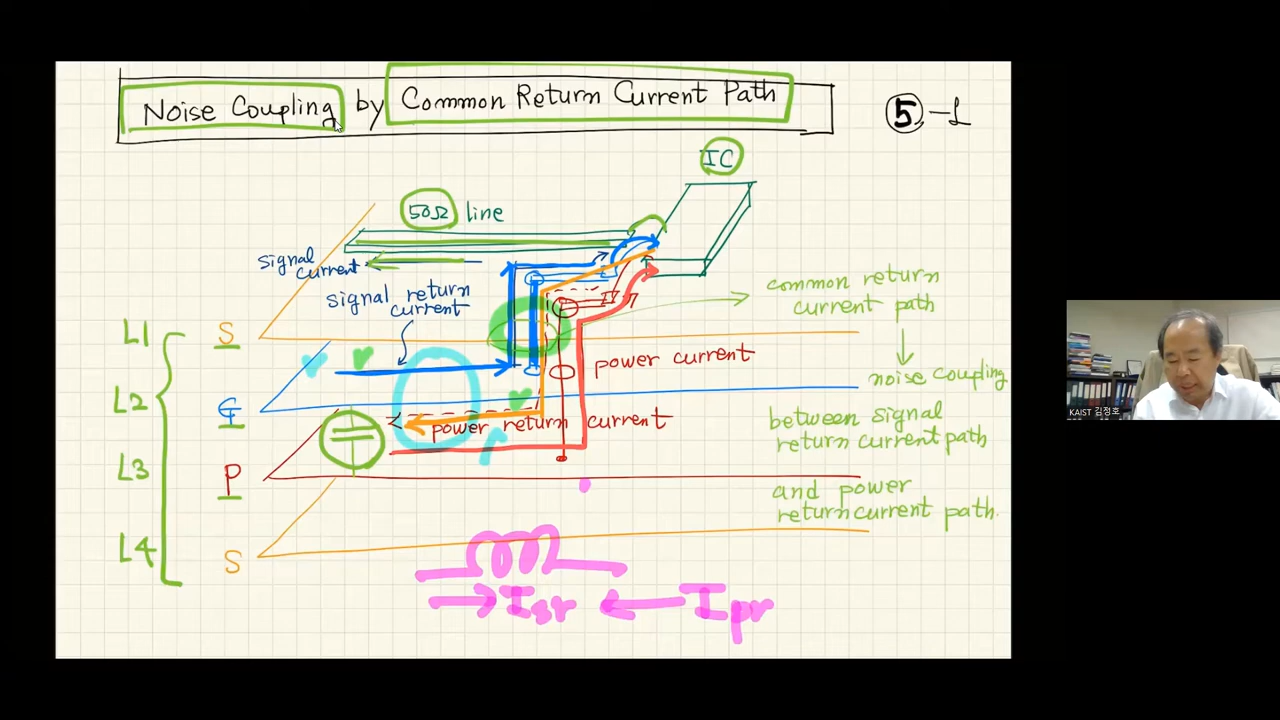 Noise Coupling by Common Return Current Path
⑤-1
IC
50Ω line
signal
current
signal return
current
common return
current path
L1
S
power current
noise coupling
L2
G
between signal
return current path
power return current
L3
P
and power
return current path.
L4
S
Isr
Ipr
KAIST 김정호